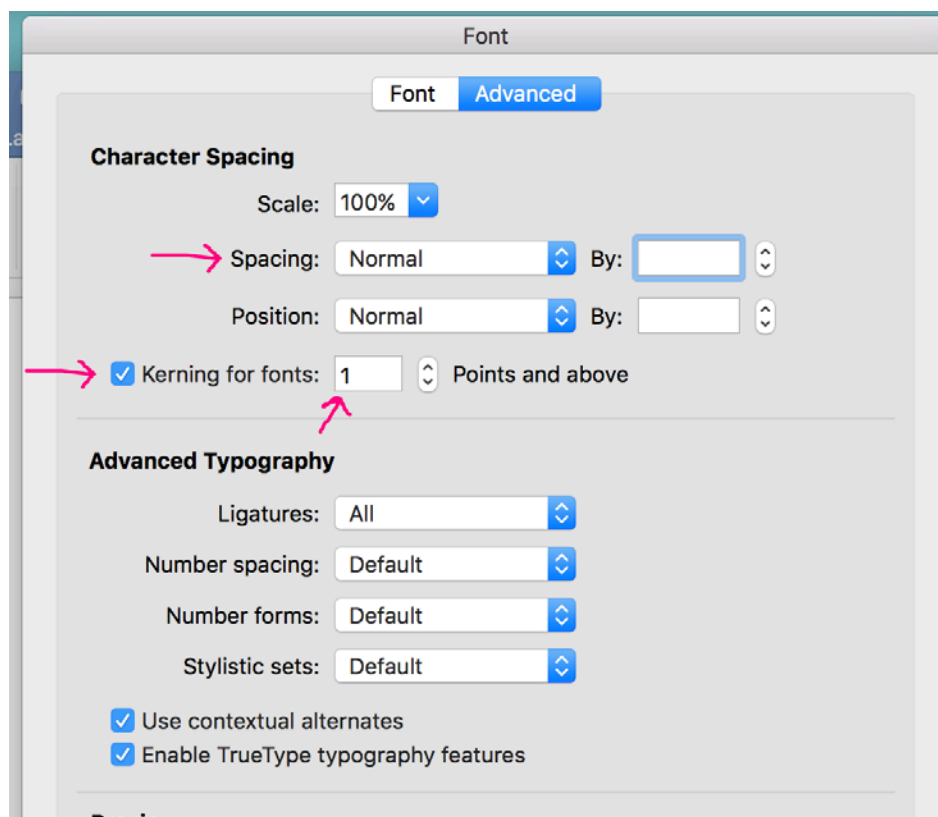 Font
Font Advanced
Character Spacing
Scale: 100%
Spacing: Normal By:
Position: Normal By:
Kerning for fonts: 1 Points and above
Advanced Typography
Ligatures: All
Number spacing: Default
Number forms: Default
Stylistic sets: Default
Use contextual alternates
Enable TrueType typography features